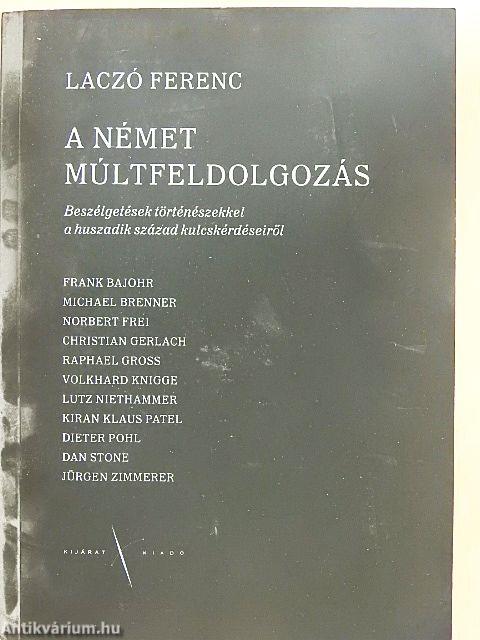 LACZÓ FERENC
A NÉMET
MÚLTFELDOLGOZÁS
Beszélgetések történészekkel
a huszadik század kulcskérdéseiről
FRANK BAJOHR
MICHAEL BRENNER
NORBERT FREI
CHRISTIAN GERLACH
RAPHAEL GROSS
VOLKHARD KNIGGE
LUTZ NIETHAMMER
KIRAN KLAUS PATEL
DIETER POHL
DAN STONE
JÜRGEN ZIMMERER
KIJÁRAT KIADÓ
Antikvárium.hu